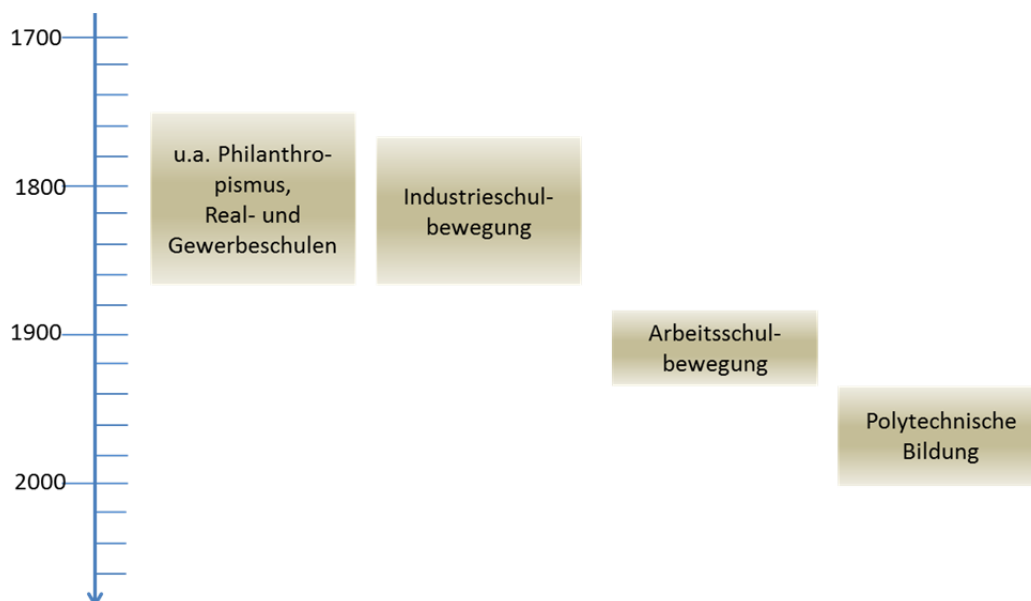 1700
1800
1900
2000
u.a. Philanthro-
pismus,
Real- und
Gewerbeschulen
Industrieschul-
bewegung
Arbeitsschul-
bewegung
Polytechnische
Bildung